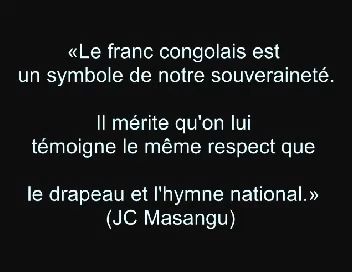 «Le franc congolais est
un symbole de notre souveraineté.
Il mérite qu'on lui
témoigne le même respect que
le drapeau et l'hymne national.»
(JC Masangu)